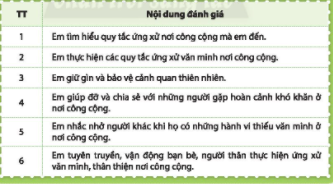 TT Nội dung đánh giá
1 Em tìm hiểu quy tắc ứng xử nơi công cộng mà em đến.
2 Em thực hiện các quy tắc ứng xử văn minh nơi công cộng.
3 Em giữ gìn và bảo vệ cảnh quan thiên nhiên.
4 Em giúp đỡ và chia sẻ với những người gặp hoàn cảnh khó khăn ở
nơi công cộng.
5 Em nhắc nhở người khác khi họ có những hành vi thiếu văn minh ở
nơi công cộng.
6 Em tuyên truyền, vận động bạn bè, người thân thực hiện ứng xử
văn minh, thân thiện nơi công cộng.